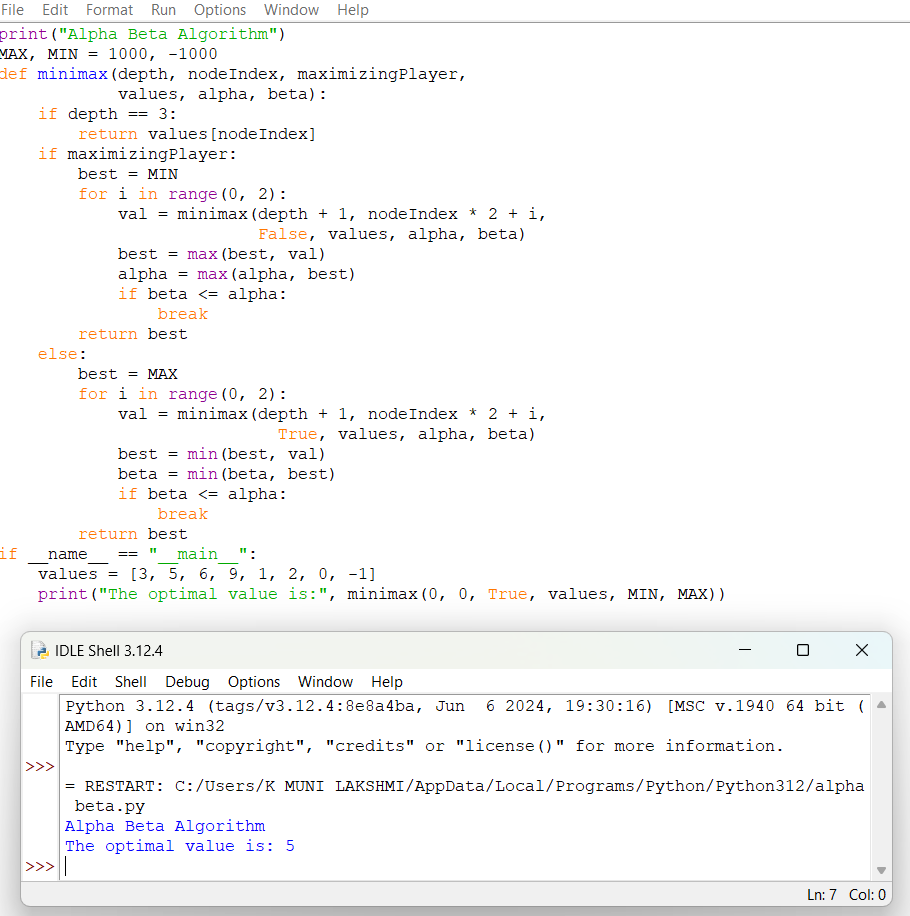 File Edit Format Run Options Window Help
print("Alpha Beta Algorithm")
MAX, MIN = 1000, -1000
def minimax(depth, nodeIndex, maximizingPlayer,
            values, alpha, beta):
    if depth == 3:
        return values[nodeIndex]
    if maximizingPlayer:
        best = MIN
        for i in range(0, 2):
            val = minimax(depth + 1, nodeIndex * 2 + i,
                          False, values, alpha, beta)
            best = max(best, val)
            alpha = max(alpha, best)
            if beta <= alpha:
                break
        return best
    else:
        best = MAX
        for i in range(0, 2):
            val = minimax(depth + 1, nodeIndex * 2 + i,
                            True, values, alpha, beta)
            best = min(best, val)
            beta = min(beta, best)
            if beta <= alpha:
                break
        return best
if __name__ == "__main__":
    values = [3, 5, 6, 9, 1, 2, 0, -1]
    print("The optimal value is:", minimax(0, 0, True, values, MIN, MAX))
IDLE Shell 3.12.4
File Edit Shell Debug Options Window Help
Python 3.12.4 (tags/v3.12.4:8e8a4ba, Jun  6 2024, 19:30:16) [MSC v.1940 64 bit (
AMD64)] on win32
Type "help", "copyright", "credits" or "license()" for more information.
>>>
= RESTART: C:/Users/K MUNI LAKSHMI/AppData/Local/Programs/Python/Python312/alpha
 beta.py
Alpha Beta Algorithm
The optimal value is: 5
>>>
Ln: 7 Col: 0